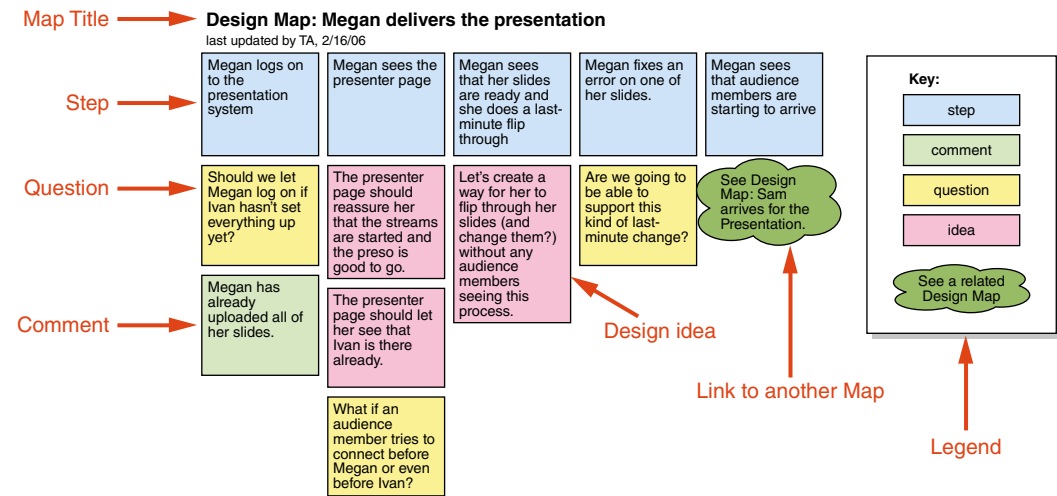 Map Title
Design Map: Megan delivers the presentation
last updated by TA, 2/16/06
Step
Megan logs on
to the
presentation
system
Megan sees the
presenter page
Megan sees
that her slides
are ready and
she does a last-
minute flip
through
Megan fixes an
error on one of
her slides.
Megan sees
that audience
members are
starting to arrive
Question
Should we let
Megan log on if
Ivan hasn't set
everything up
yet?
The presenter
page should
reassure her
that the streams
are started and
the preso is
good to go.
Let's create a
way for her to
flip through her
slides (and
change them?)
without any
audience
members
seeing this
process.
Are we going to
be able to
support this
kind of last-
minute change?
See Design
Map: Sam
arrives for the
Presentation.
Comment
Megan has
already
uploaded all of
her slides.
The presenter
page should let
her see that
Ivan is there
already.
What if an
audience
member tries to
connect before
Megan or even
before Ivan?
Design idea
Link to another Map
Key:
step
comment
question
idea
See a related
Design Map
Legend